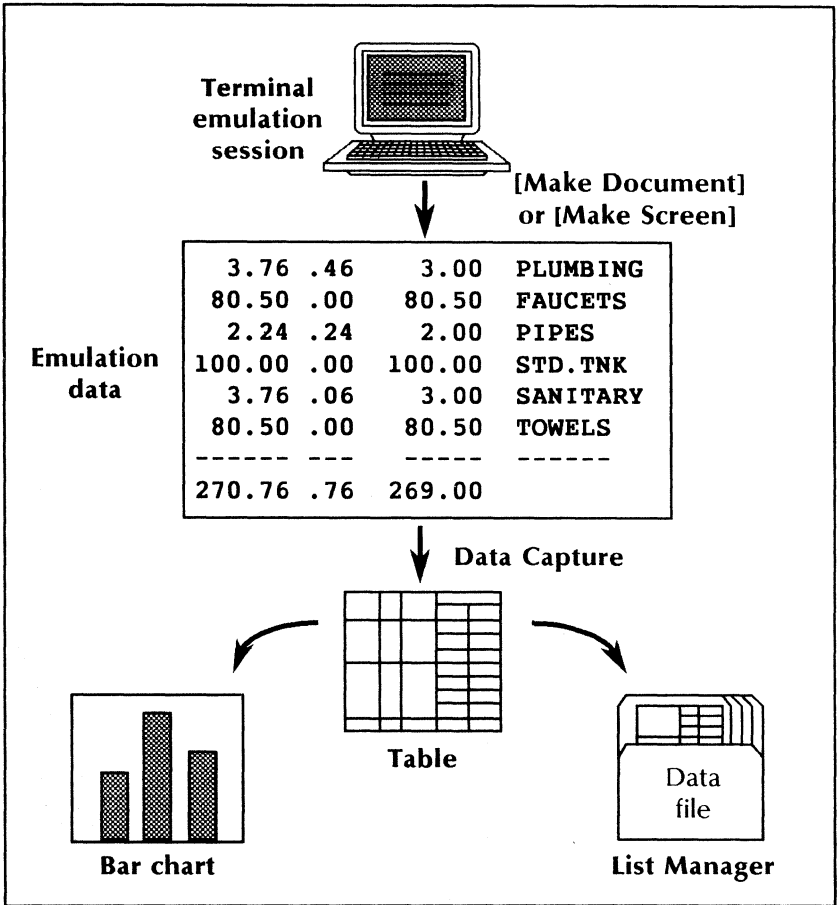 Terminal
emulation
session
[Make Document]
or [Make Screen]
Emulation
data
3.76 .46 3.00 PLUMBING
80.50 .00 80.50 FAUCETS
2.24 .24 2.00 PIPES
100.00 .00 100.00 STD.TNK
3.76 .06 3.00 SANITARY
80.50 .00 80.50 TOWELS
------ --- ----- ------
270.76 .76 269.00
Data Capture
Table
Bar chart
Data
file
List Manager